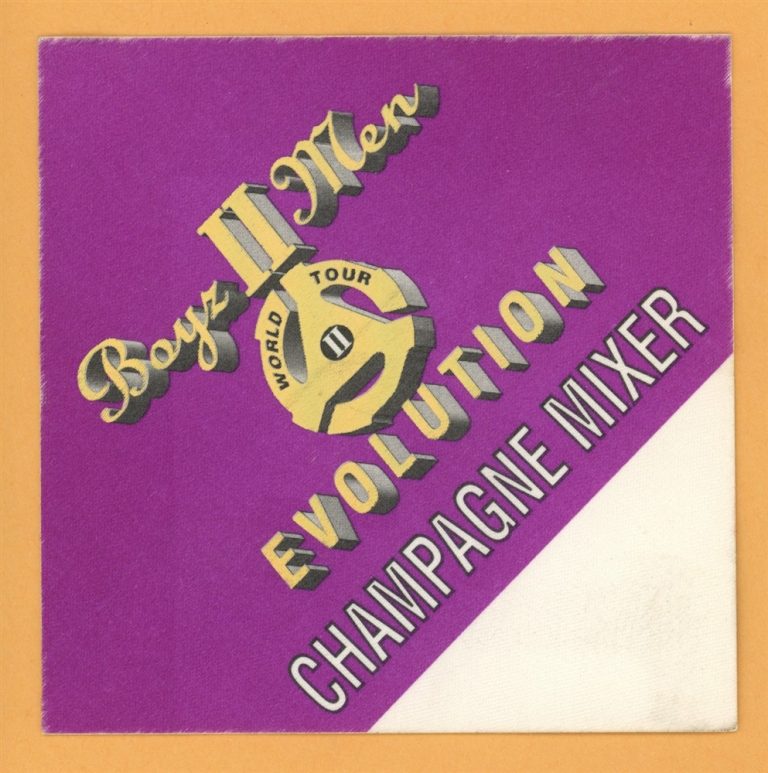 Boyz II Men
WORLD TOUR
II
EVOLUTION
CHAMPAGNE MIXER